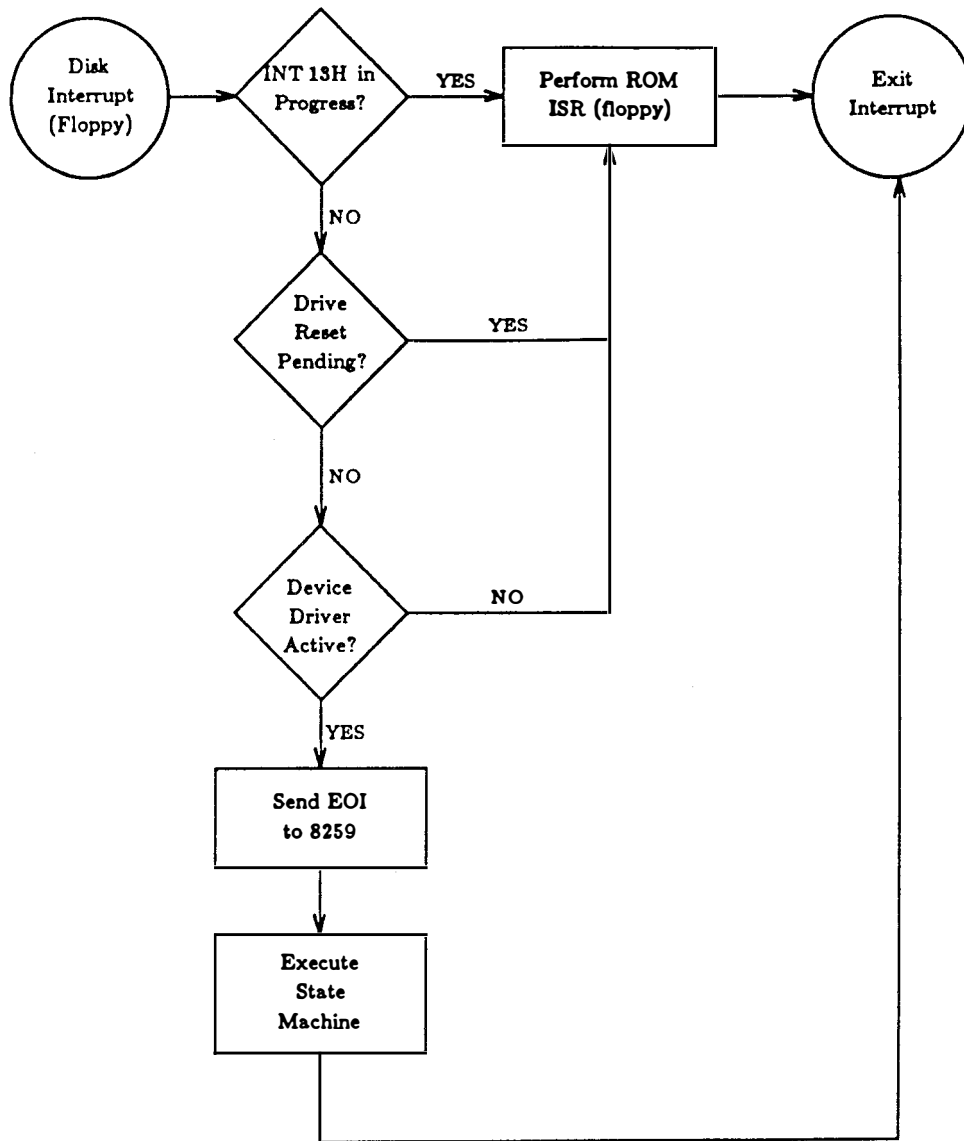 Disk
Interrupt
(Floppy)
INT 13H in
Progress?
YES
Perform ROM
ISR (floppy)
Exit
Interrupt
NO
Drive
Reset
Pending?
YES
NO
Device
Driver
Active?
NO
YES
Send EOI
to 8259
Execute
State
Machine